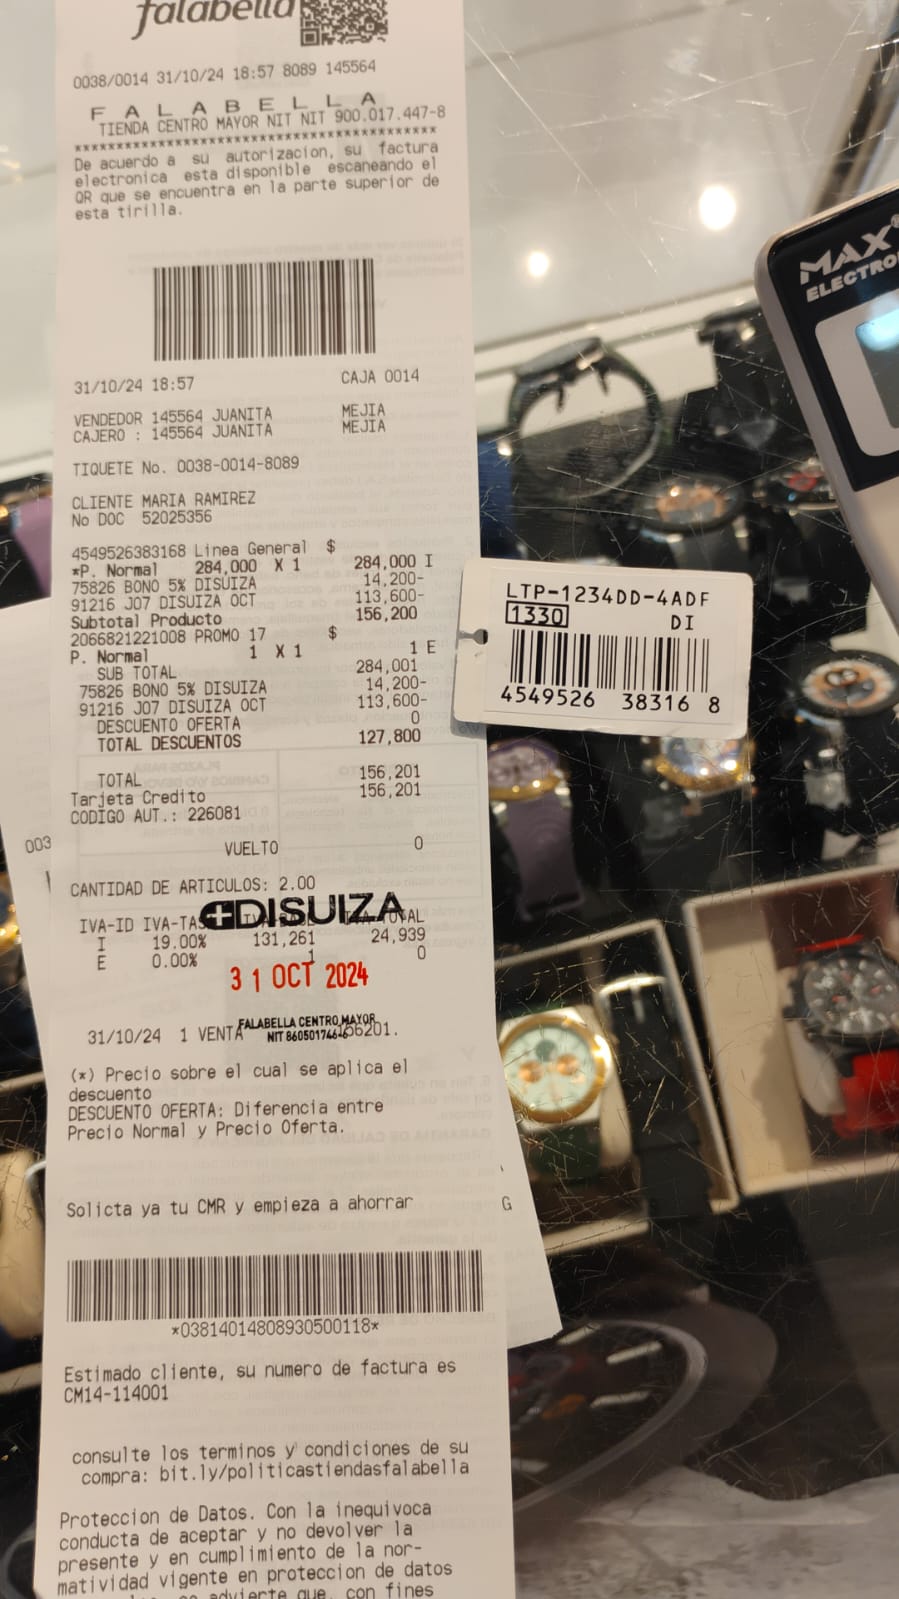 falabella
0038/0014 31/10/24 18:57 8089 145564
F A L A B E L L A
TIENDA CENTRO MAYOR NIT NIT 900.017.447-8
*****************************************
De acuerdo a su autorizacion, su factura
electronica esta disponible escaneando el
QR que se encuentra en la parte superior de
esta tirilla.
31/10/24 18:57 CAJA 0014
VENDEDOR 145564 JUANITA MEJIA
CAJERO : 145564 JUANITA MEJIA
TIQUETE No. 0038-0014-8089
CLIENTE MARIA RAMIREZ
No DOC 52025356
4549526383168 Linea General $
*P. Normal 284,000 X 1 284,000 I
75826 BONO 5% DISUIZA 14,200-
91216 J07 DISUIZA OCT 113,600-
Subtotal Producto 156,200
2066821221008 PROMO 17 $
P. Normal 1 X 1 1 E
SUB TOTAL 284,001
75826 BONO 5% DISUIZA 14,200-
91216 J07 DISUIZA OCT 113,600-
DESCUENTO OFERTA 0
TOTAL DESCUENTOS 127,800
TOTAL 156,201
Tarjeta Credito 156,201
CODIGO AUT.: 226081
VUELTO 0
CANTIDAD DE ARTICULOS: 2.00
DISUIZA
IVA-ID IVA-TAS
I 19.00% 131,261 24,939
E 0.00% 1 0
31 OCT 2024
FALABELLA CENTRO MAYOR
31/10/24 1 VENTA
(*) Precio sobre el cual se aplica el
descuento
DESCUENTO OFERTA: Diferencia entre
Precio Normal y Precio Oferta.
Solicta ya tu CMR y empieza a ahorrar
*03814014808930500118*
Estimado cliente, su numero de factura es
CM14-114001
consulte los terminos y condiciones de su
compra: bit.ly/politicastiendasfalabella
Proteccion de Datos. Con la inequivoca
conducta de aceptar y no devolver la
presente y en cumplimiento de la nor-
matividad vigente en proteccion de datos
se advierte que, con fines
003
G
LTP-1234DD-4ADF
1330 DI
4549526 38316 8
MAX
ELECTRO